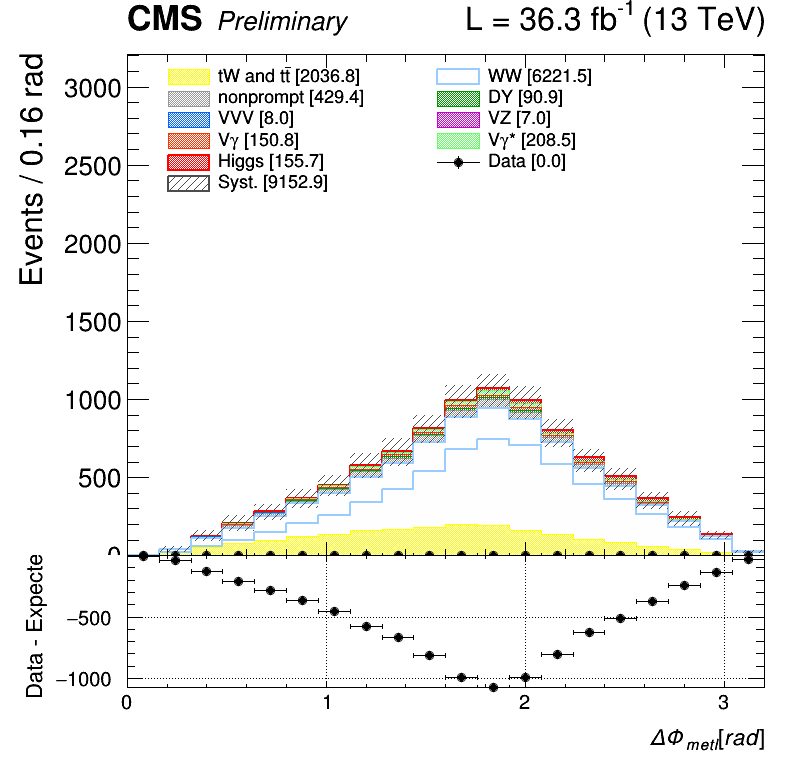 CMS Preliminary L = 36.3 fb⁻¹ (13 TeV)
Events / 0.16 rad
3000
2500
2000
1500
1000
500
0
tW and tt̄ [2036.8]
nonprompt [429.4]
VVV [8.0]
Vγ [150.8]
Higgs [155.7]
Syst. [9152.9]
WW [6221.5]
DY [90.9]
VZ [7.0]
Vγ* [208.5]
Data [0.0]
Data - Expecte
−500
−1000
0 1 2 3
ΔΦmetl[rad]